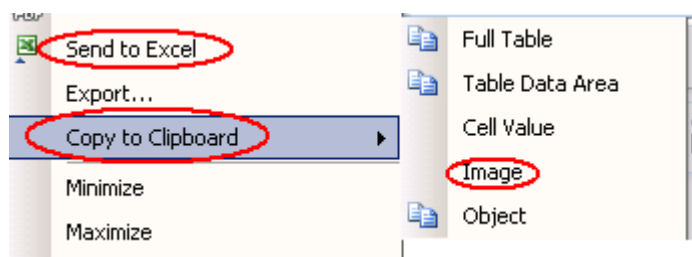 Send to Excel
Export...
Copy to Clipboard
Minimize
Maximize
Full Table
Table Data Area
Cell Value
Image
Object